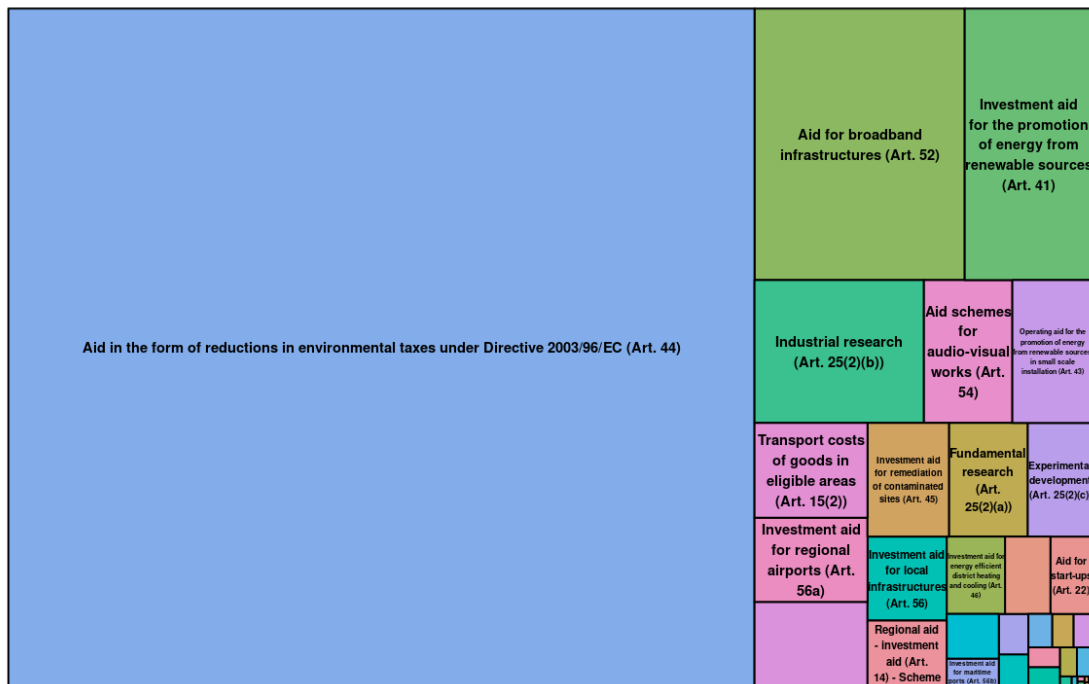 Aid in the form of reductions in environmental taxes under Directive 2003/96/EC (Art. 44)
Aid for broadband
infrastructures (Art. 52)
Investment aid
for the promotion
of energy from
renewable sources
(Art. 41)
Industrial research
(Art. 25(2)(b))
Aid schemes
for
audio-visual
works (Art.
54)
Operating aid for the
promotion of energy
from renewable sources
in small scale
installation (Art. 43)
Transport costs
of goods in
eligible areas
(Art. 15(2))
Investment aid
for remediation
of contaminated
sites (Art. 45)
Fundamental
research
(Art.
25(2)(a))
Experimental
development
(Art. 25(2)(c))
Investment aid
for regional
airports (Art.
56a)
Investment aid
for local
infrastructures
(Art. 56)
Investment aid for
energy efficient
district heating
and cooling (Art.
46)
Aid for
start-ups
(Art. 22)
Regional aid
- investment
aid (Art.
14) - Scheme
Investment aid
for maritime
ports (Art. 56b)